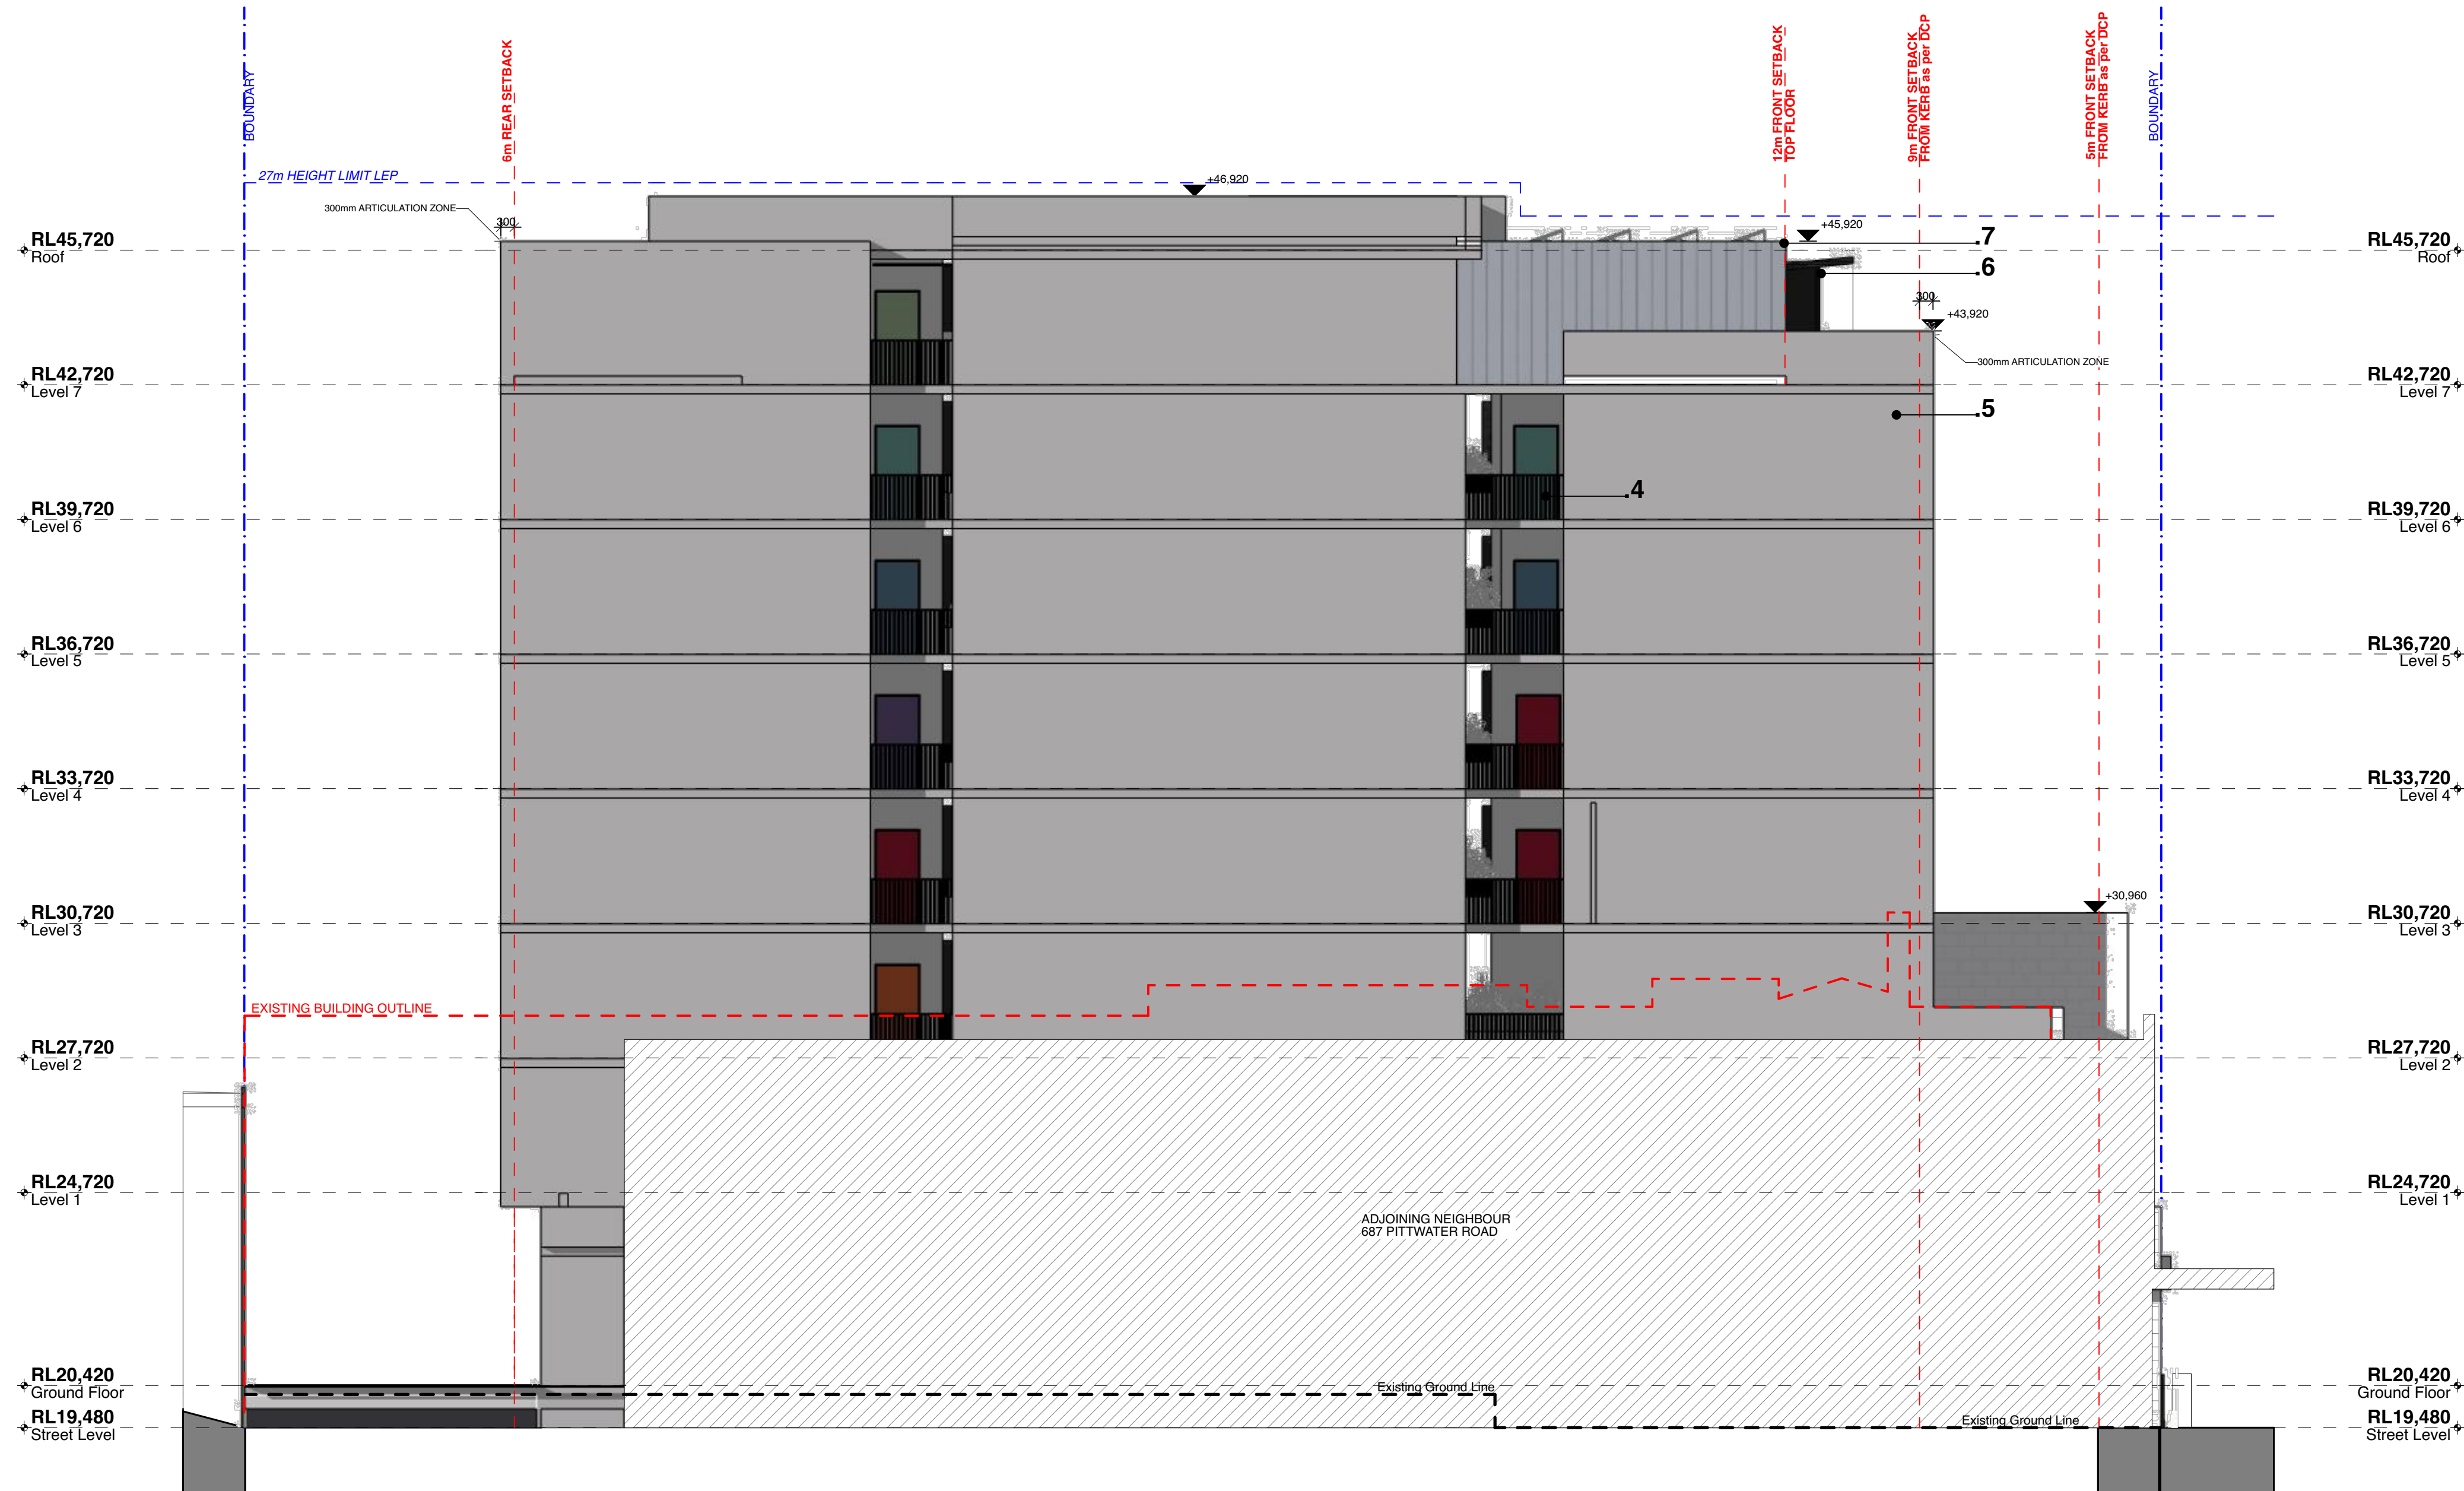 BOUNDARY
6m REAR SETBACK
12m FRONT SETBACK
TOP FLOOR
9m FRONT SETBACK
FROM KERB as per DCP
5m FRONT SETBACK
FROM KERB as per DCP
BOUNDARY
27m HEIGHT LIMIT LEP
+46,920
300mm ARTICULATION ZONE
300
+45,920
7
RL45,720
Roof
RL45,720
Roof
6
300
+43,920
300mm ARTICULATION ZONE
RL42,720
Level 7
RL42,720
Level 7
5
4
RL39,720
Level 6
RL39,720
Level 6
RL36,720
Level 5
RL36,720
Level 5
RL33,720
Level 4
RL33,720
Level 4
+30,960
RL30,720
Level 3
RL30,720
Level 3
EXISTING BUILDING OUTLINE
RL27,720
Level 2
RL27,720
Level 2
RL24,720
Level 1
RL24,720
Level 1
ADJOINING NEIGHBOUR
687 PITTWATER ROAD
RL20,420
Ground Floor
Existing Ground Line
RL20,420
Ground Floor
RL19,480
Street Level
Existing Ground Line
RL19,480
Street Level